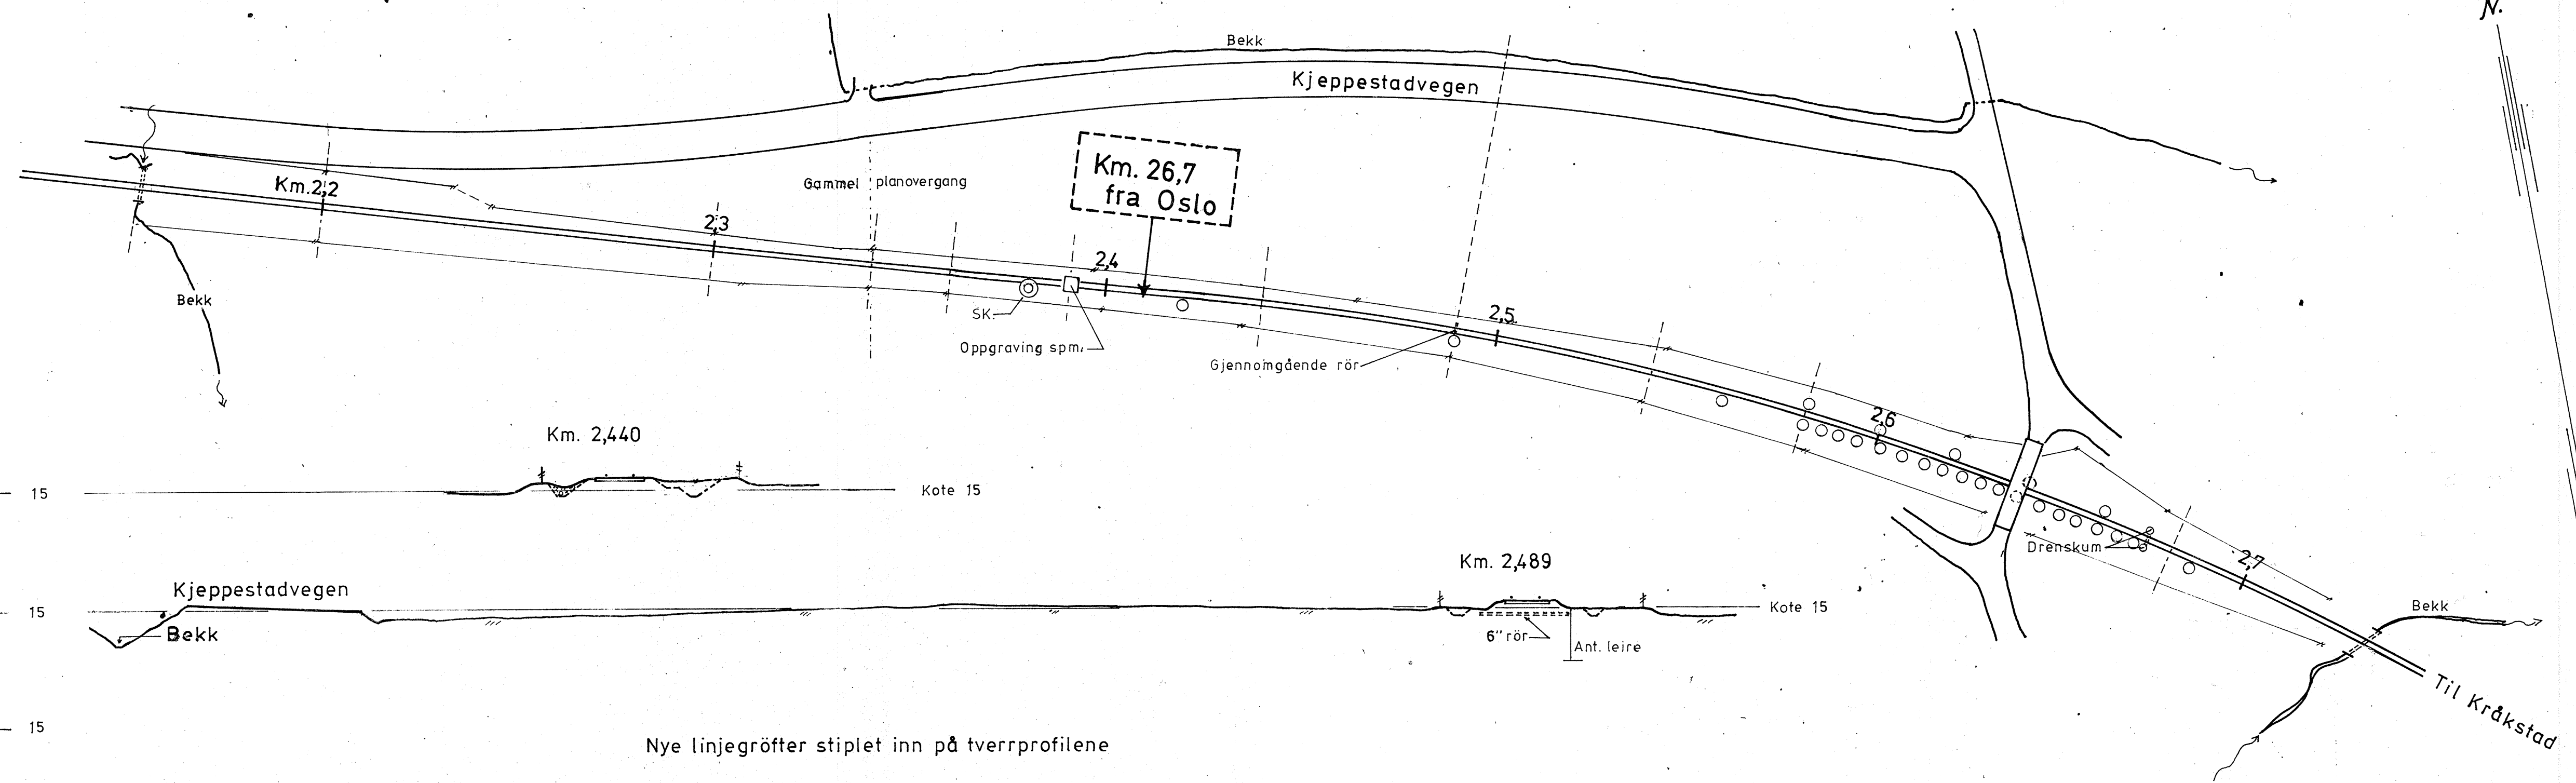 N.
Bekk
Kjeppestadvegen
Km. 26,7
fra Oslo
Gammel planovergang
Km.2,2
2,3
2,4
2,5
2,6
2,7
Bekk
SK.
Oppgraving spm.
Gjennomgående rör
Drenskum
Bekk
Til Kråkstad
Km. 2,440
15
Kote 15
Km. 2,489
Kjeppestadvegen
15
Bekk
Kote 15
6" rör
Ant. leire
15
Nye linjegröfter stiplet inn på tverrprofilene